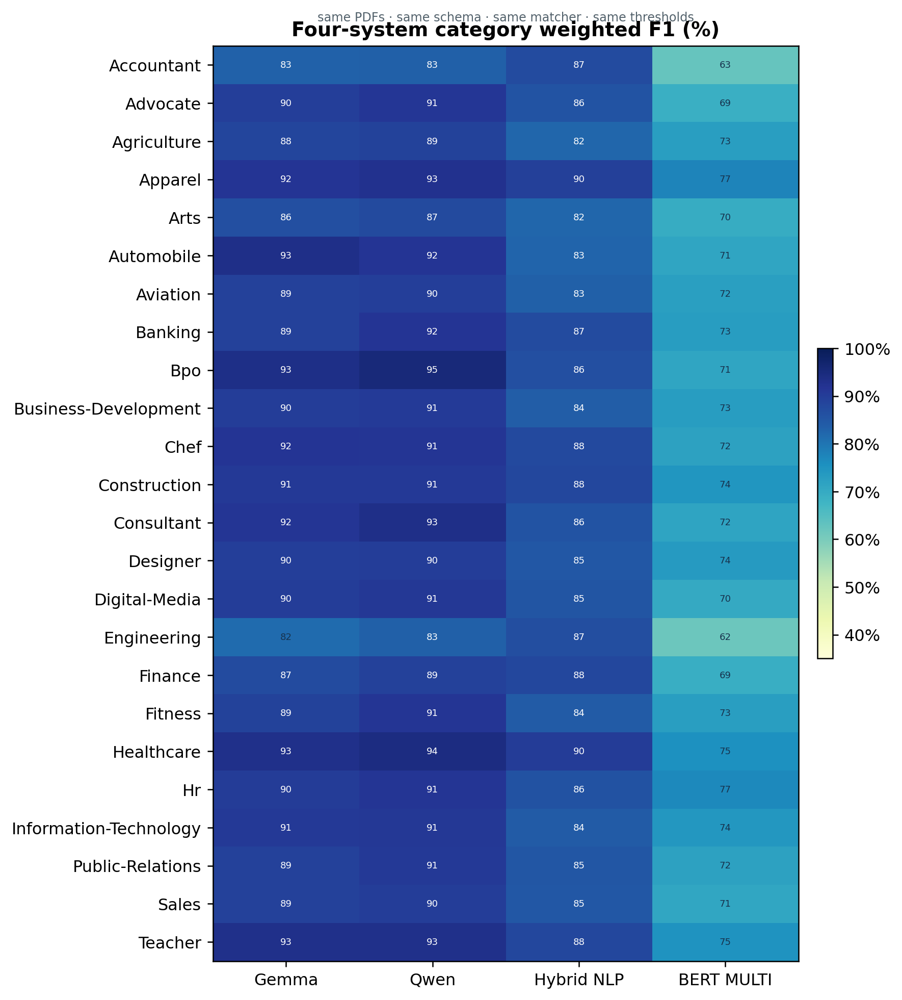 same PDFs · same schema · same matcher · same thresholds
Four-system category weighted F1 (%)
Accountant 83 83 87 63
Advocate 90 91 86 69
Agriculture 88 89 82 73
Apparel 92 93 90 77
Arts 86 87 82 70
Automobile 93 92 83 71
Aviation 89 90 83 72
Banking 89 92 87 73
Bpo 93 95 86 71
Business-Development 90 91 84 73
Chef 92 91 88 72
Construction 91 91 88 74
Consultant 92 93 86 72
Designer 90 90 85 74
Digital-Media 90 91 85 70
Engineering 82 83 87 62
Finance 87 89 88 69
Fitness 89 91 84 73
Healthcare 93 94 90 75
Hr 90 91 86 77
Information-Technology 91 91 84 74
Public-Relations 89 91 85 72
Sales 89 90 85 71
Teacher 93 93 88 75
Gemma Qwen Hybrid NLP BERT MULTI
100%
90%
80%
70%
60%
50%
40%